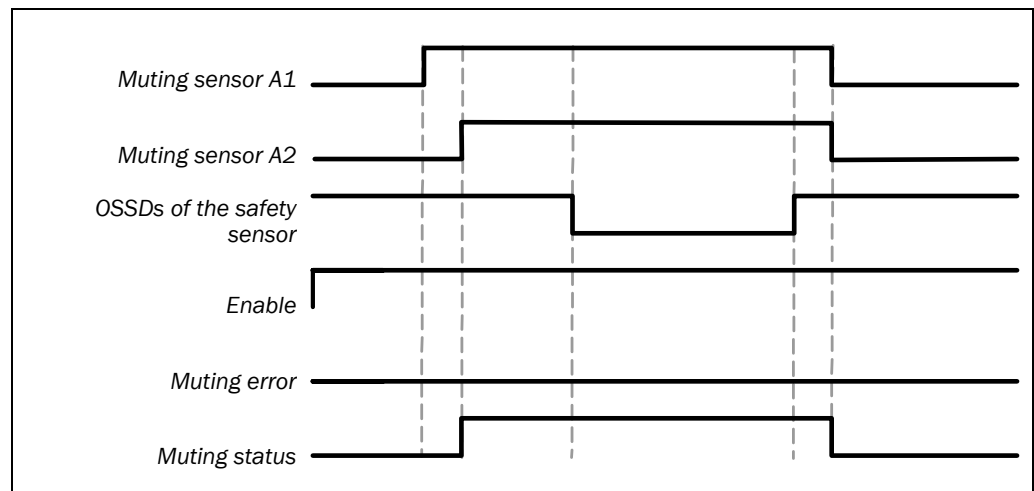 Muting sensor A1
Muting sensor A2
OSSDs of the safety
sensor
Enable
Muting error
Muting status